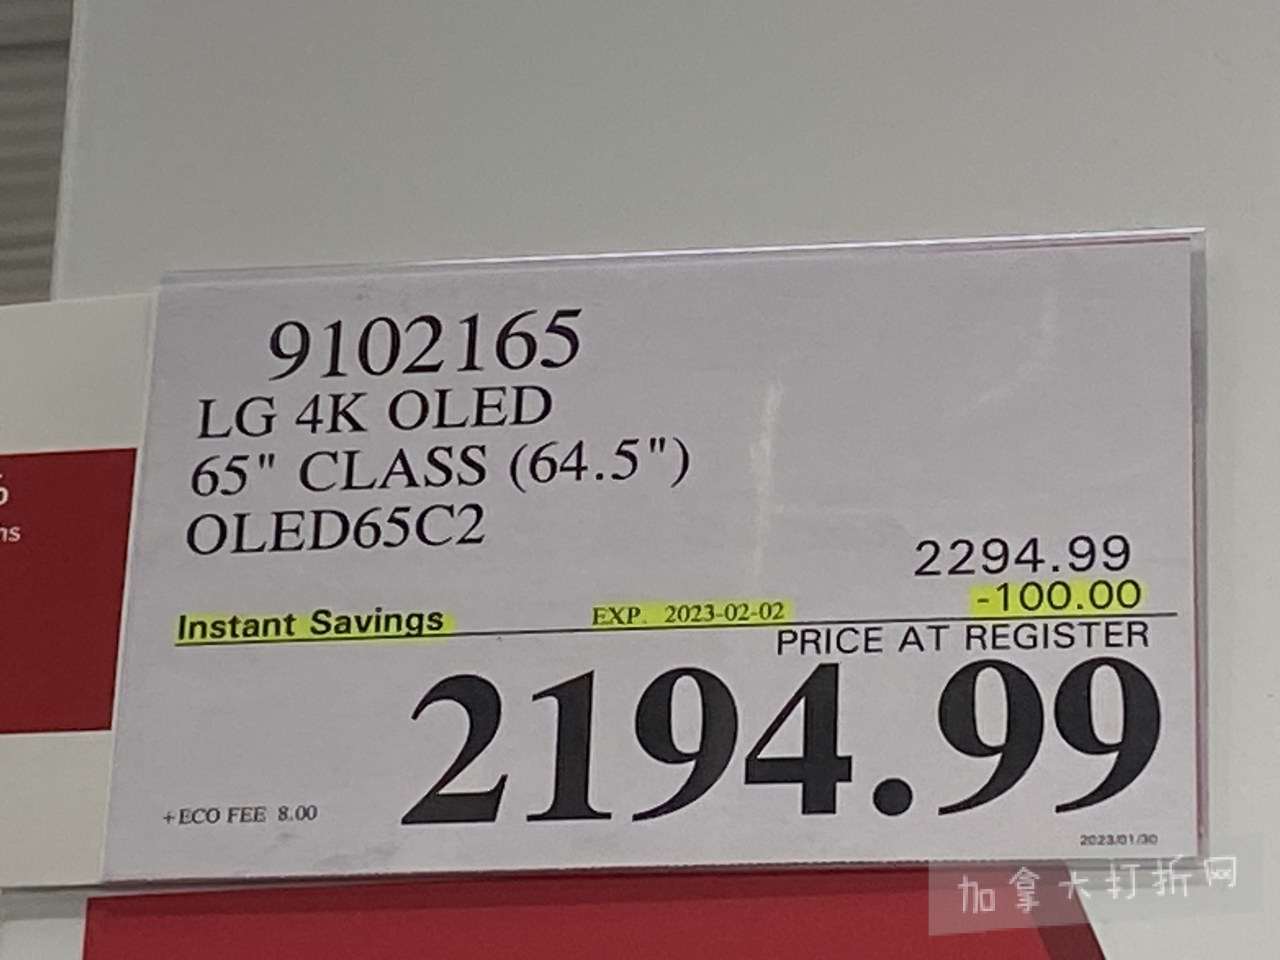 9102165
LG 4K OLED
65" CLASS (64.5")
OLED65C2
2294.99
Instant Savings EXP. 2023-02-02 -100.00
PRICE AT REGISTER
2194.99
+ECO FEE 8.00
2023/01/30
加拿大打折网